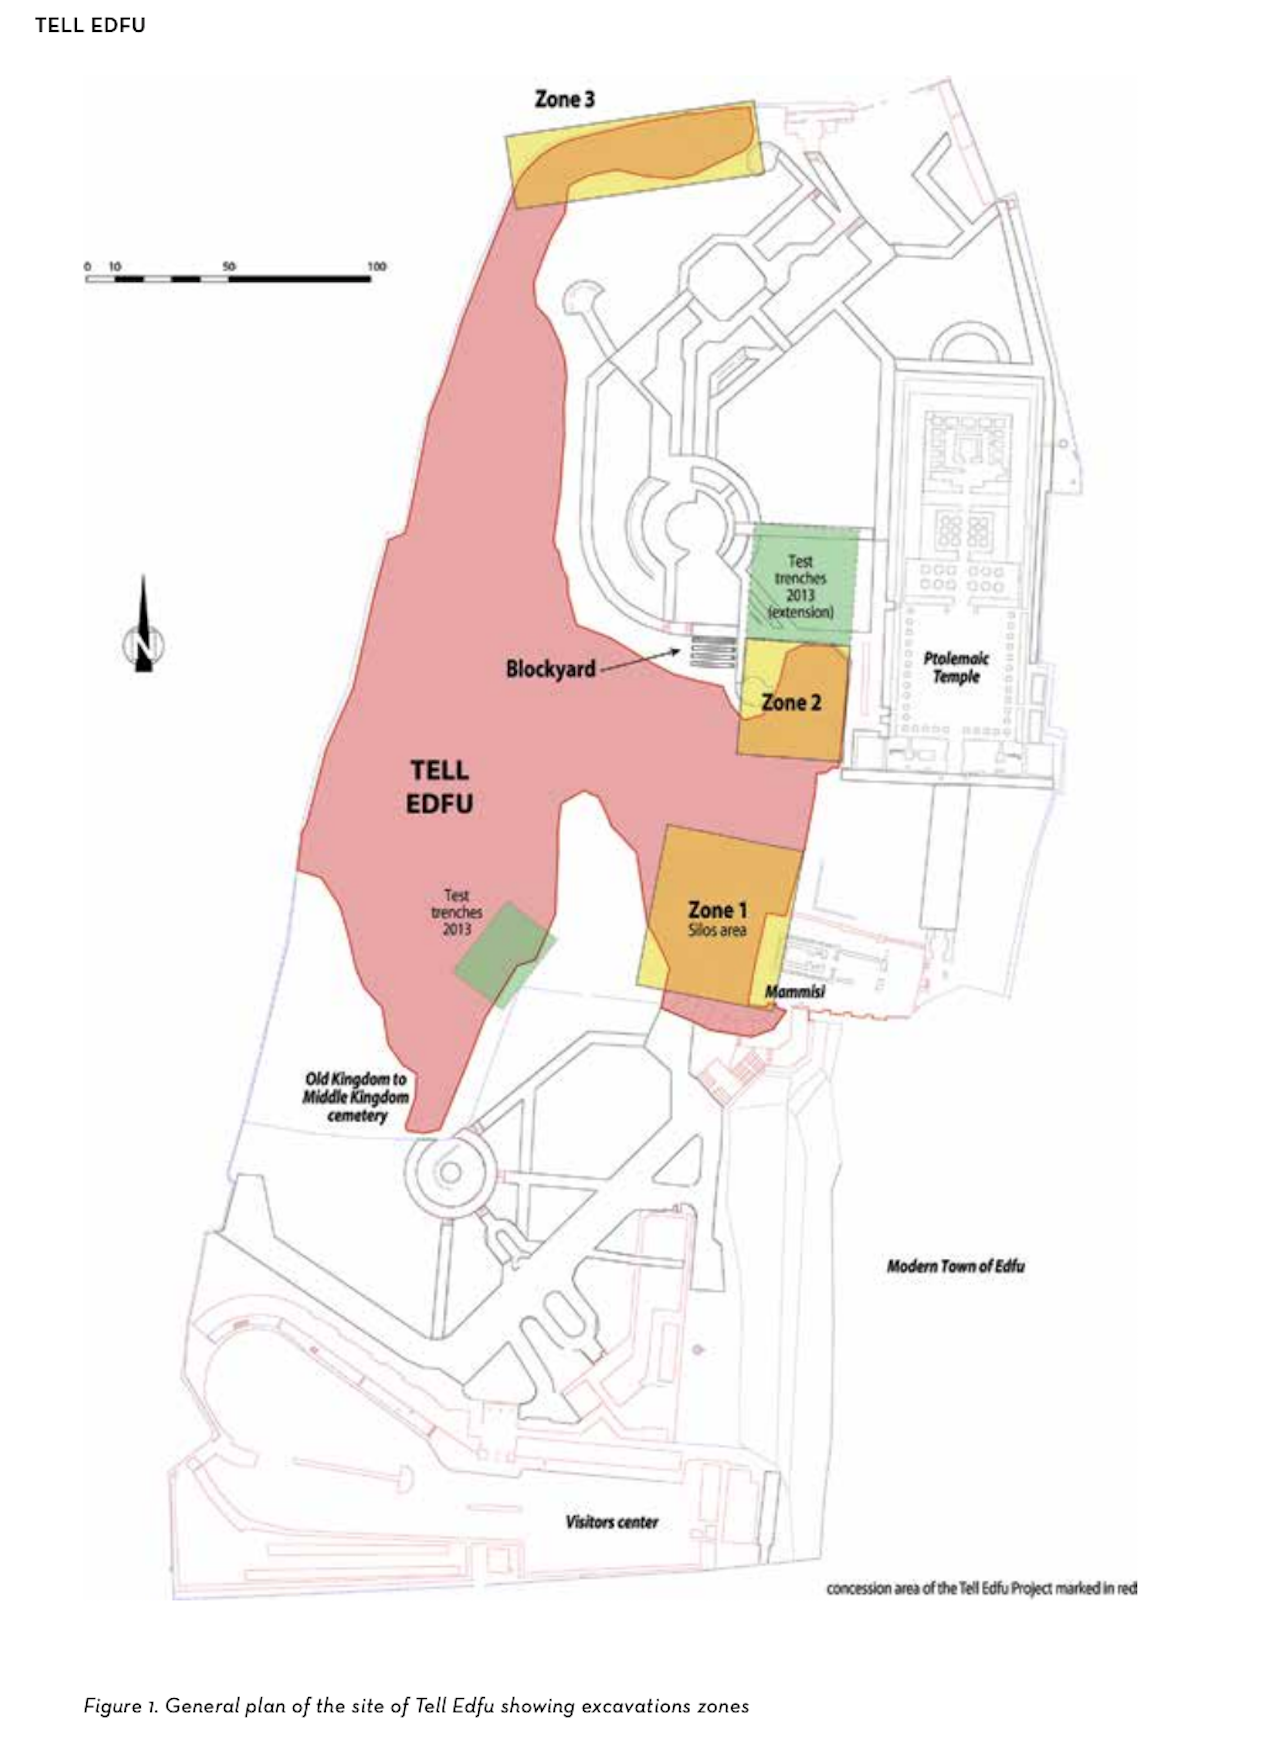 TELL EDFU
Zone 3
0 10 50 100
Test
trenches
2013
(extension)
Blockyard
Ptolemaic
Temple
Zone 2
TELL
EDFU
Test
trenches
2013
Zone 1
Silos area
Mammisi
N
Old Kingdom to
Middle Kingdom
cemetery
Modern Town of Edfu
Visitors center
concession area of the Tell Edfu Project marked in red
Figure 1. General plan of the site of Tell Edfu showing excavations zones